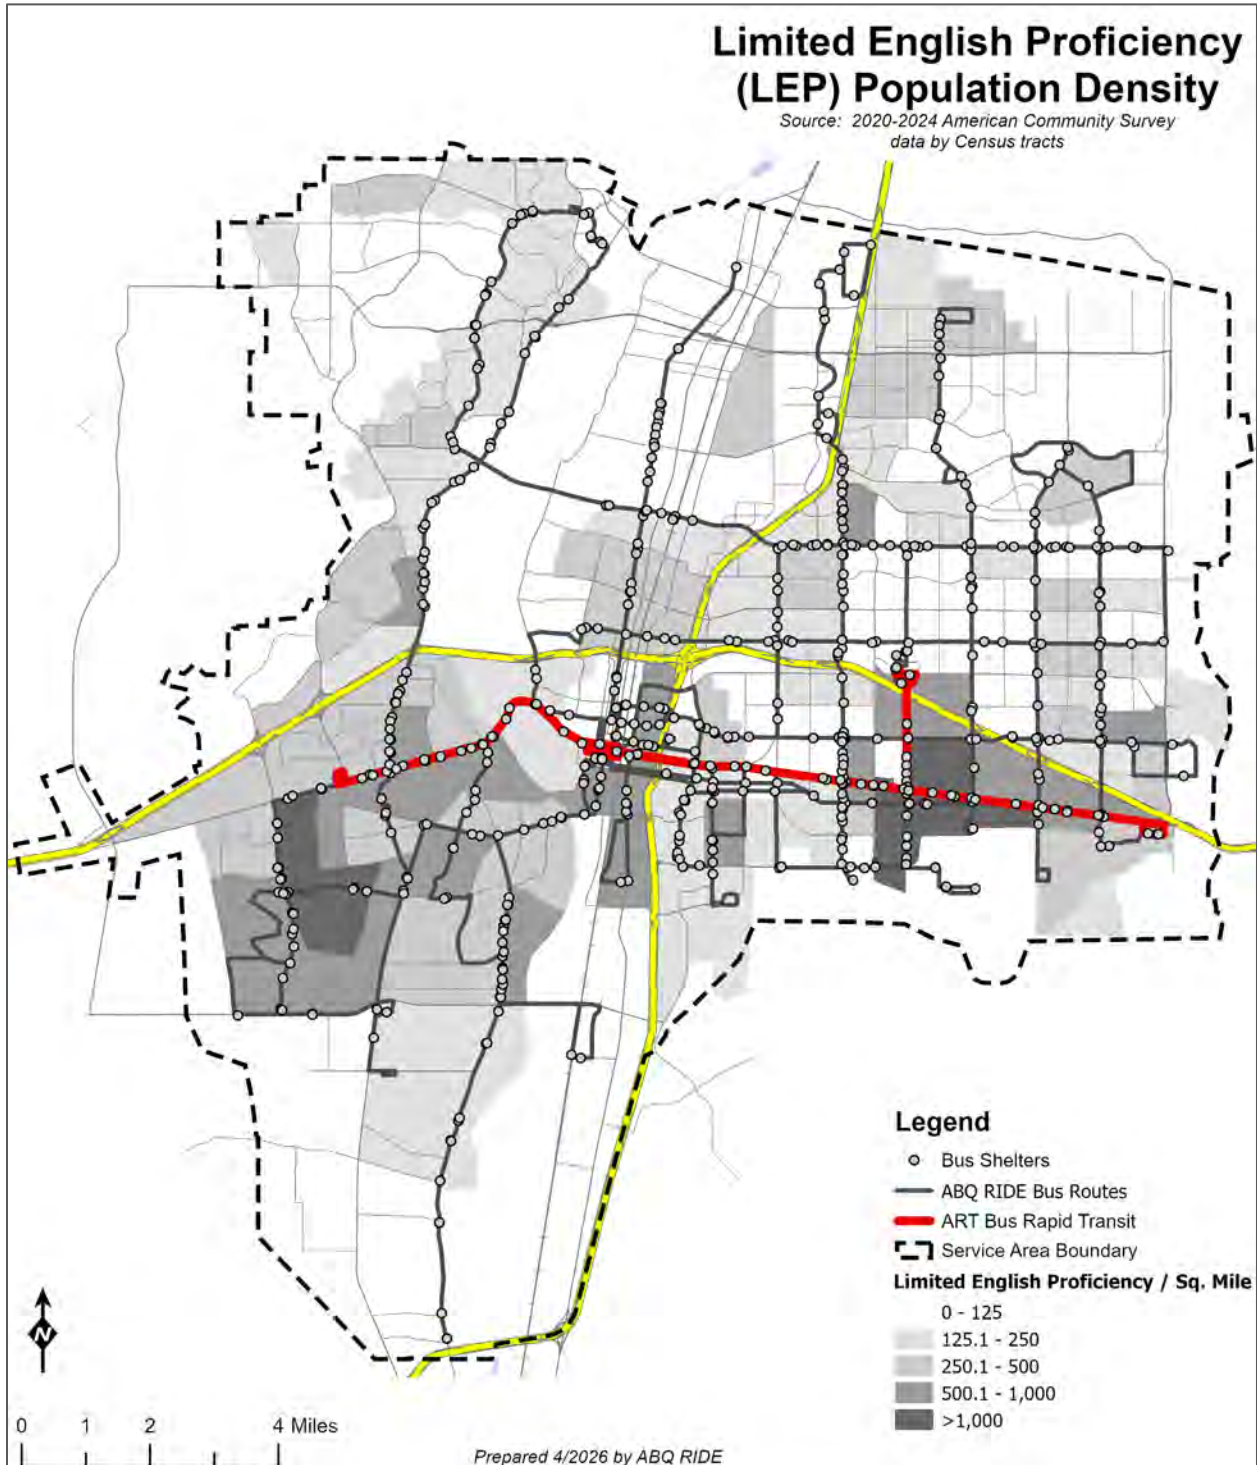 Limited English Proficiency
(LEP) Population Density
Source: 2020-2024 American Community Survey
data by Census tracts
Legend
Bus Shelters
ABQ RIDE Bus Routes
ART Bus Rapid Transit
Service Area Boundary
Limited English Proficiency / Sq. Mile
0 - 125
125.1 - 250
250.1 - 500
500.1 - 1,000
>1,000
N
0 1 2 4 Miles
Prepared 4/2026 by ABQ RIDE